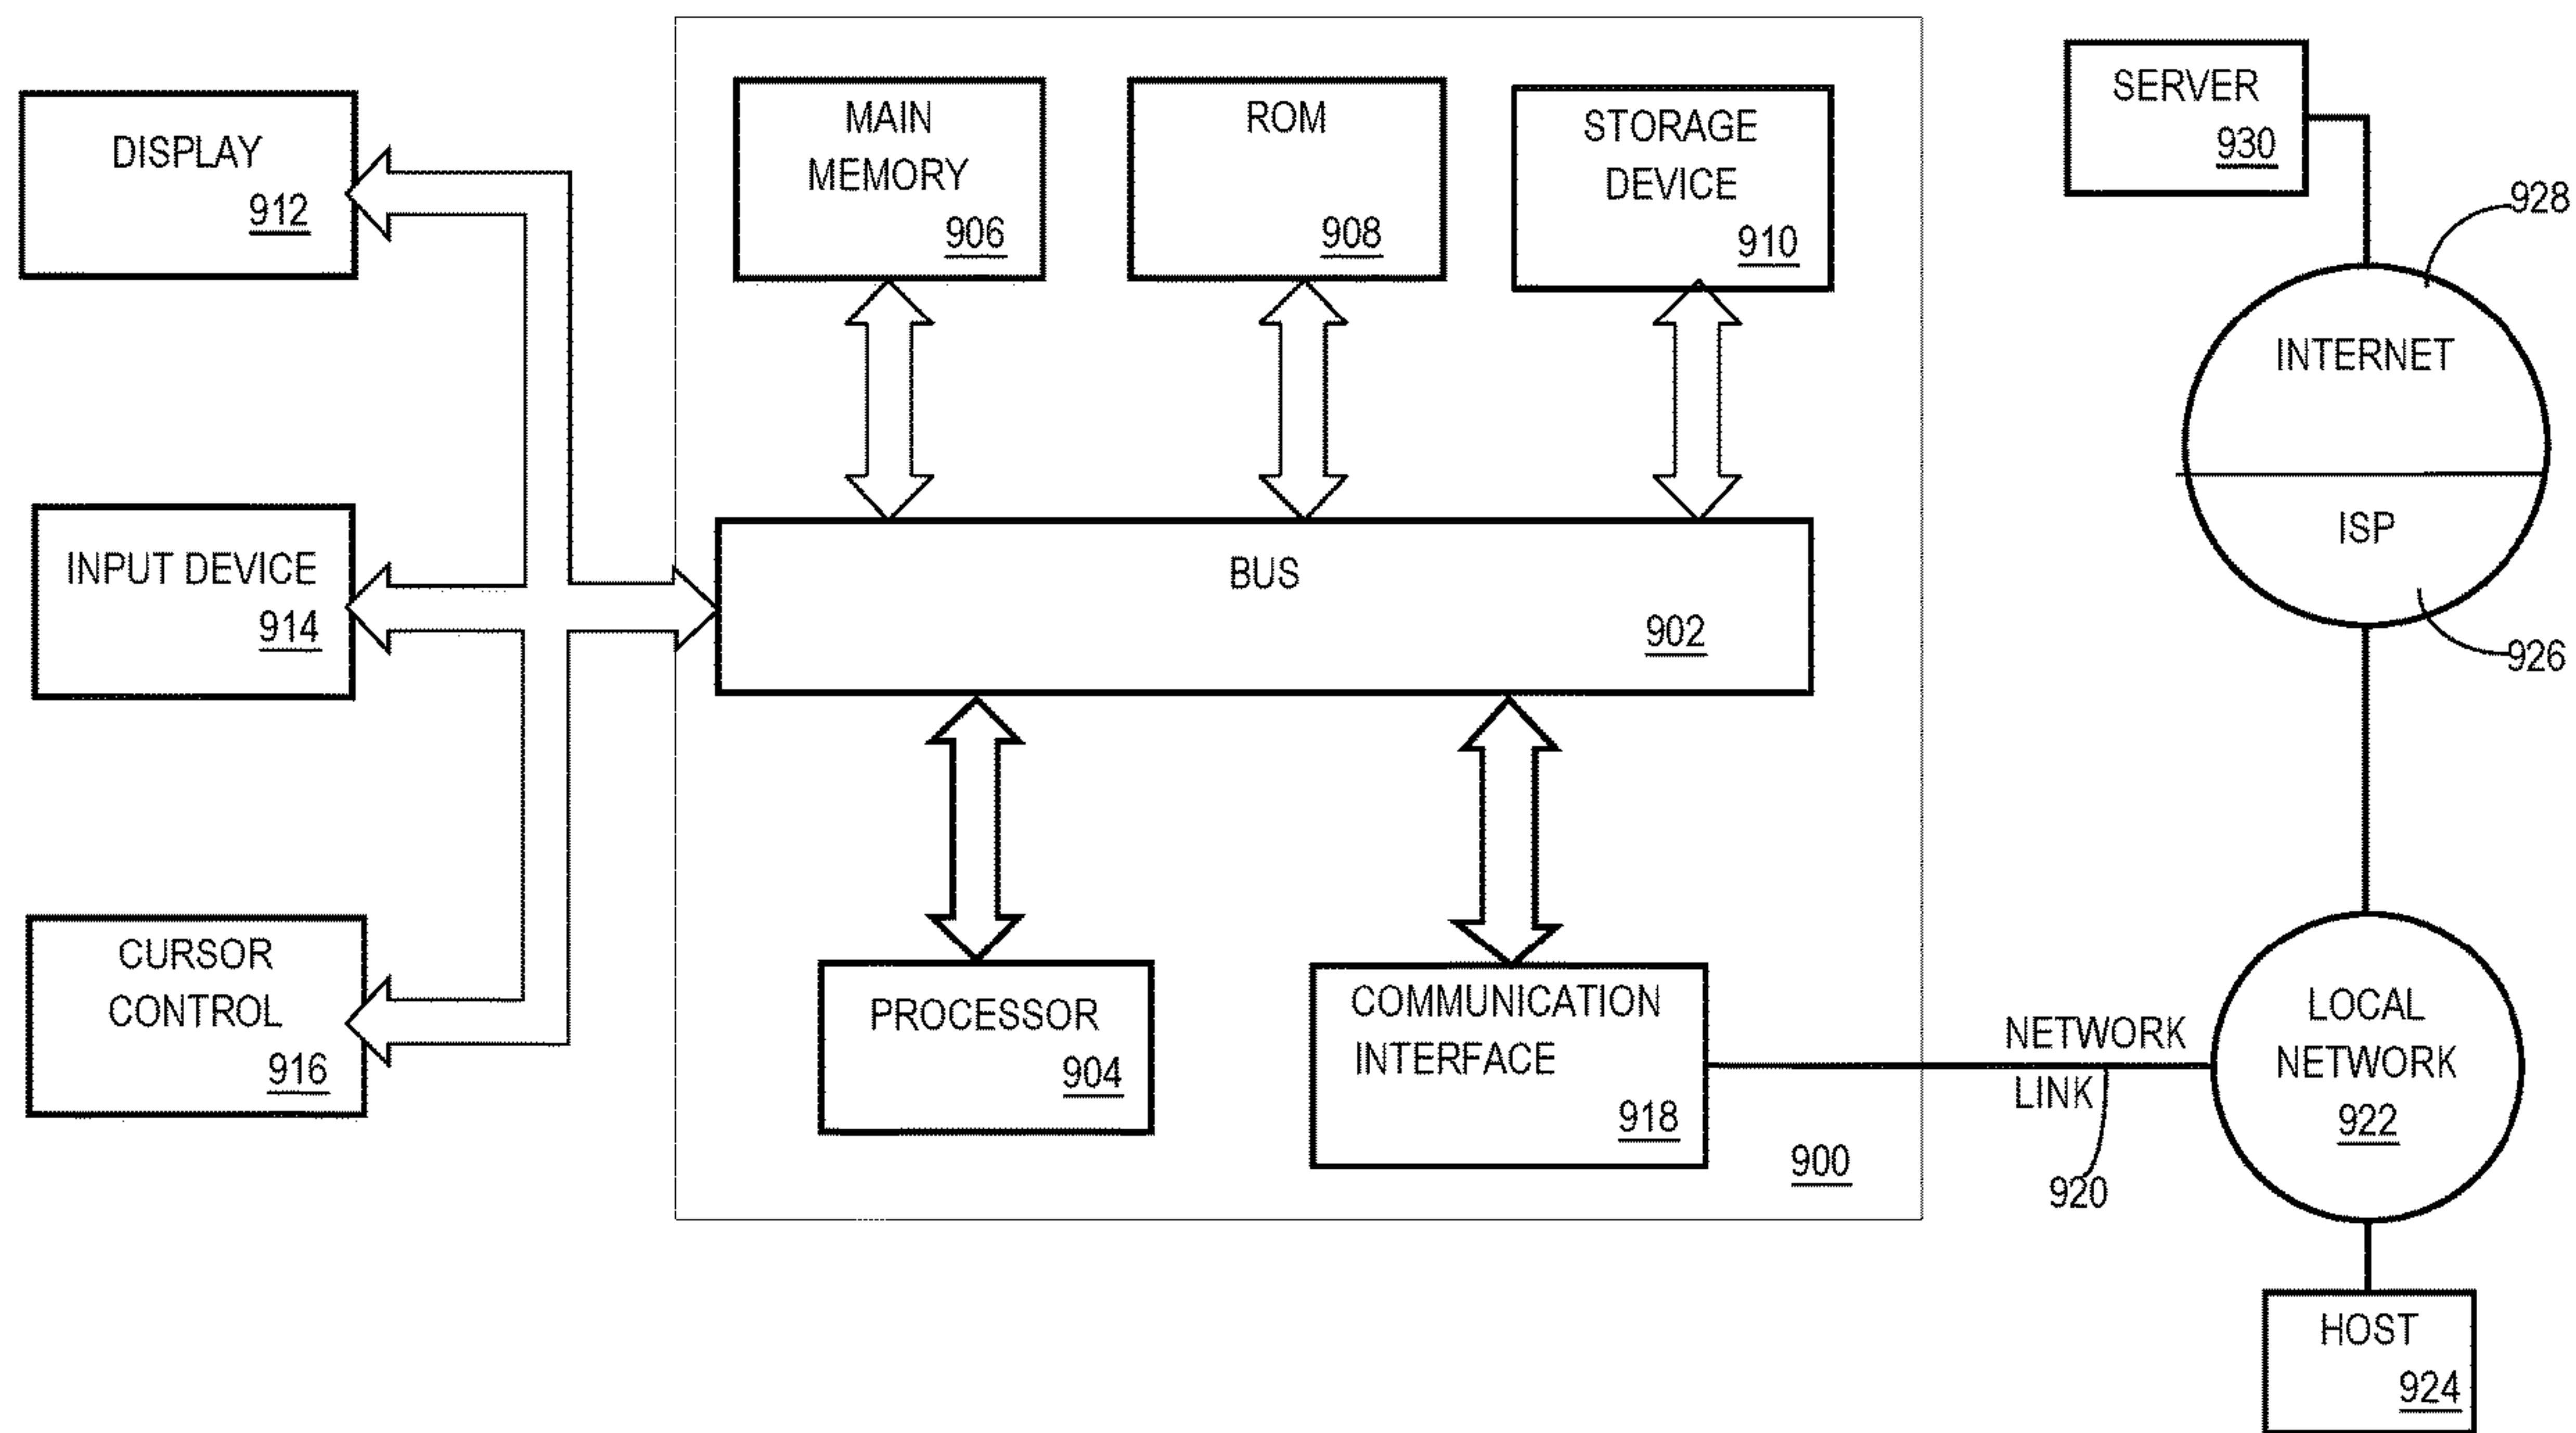 DISPLAY
912
INPUT DEVICE
914
CURSOR
CONTROL
916
MAIN
MEMORY
906
ROM
908
STORAGE
DEVICE
910
BUS
902
PROCESSOR
904
COMMUNICATION
INTERFACE
918
900
SERVER
930
928
INTERNET
ISP
926
NETWORK
LINK
920
LOCAL
NETWORK
922
HOST
924